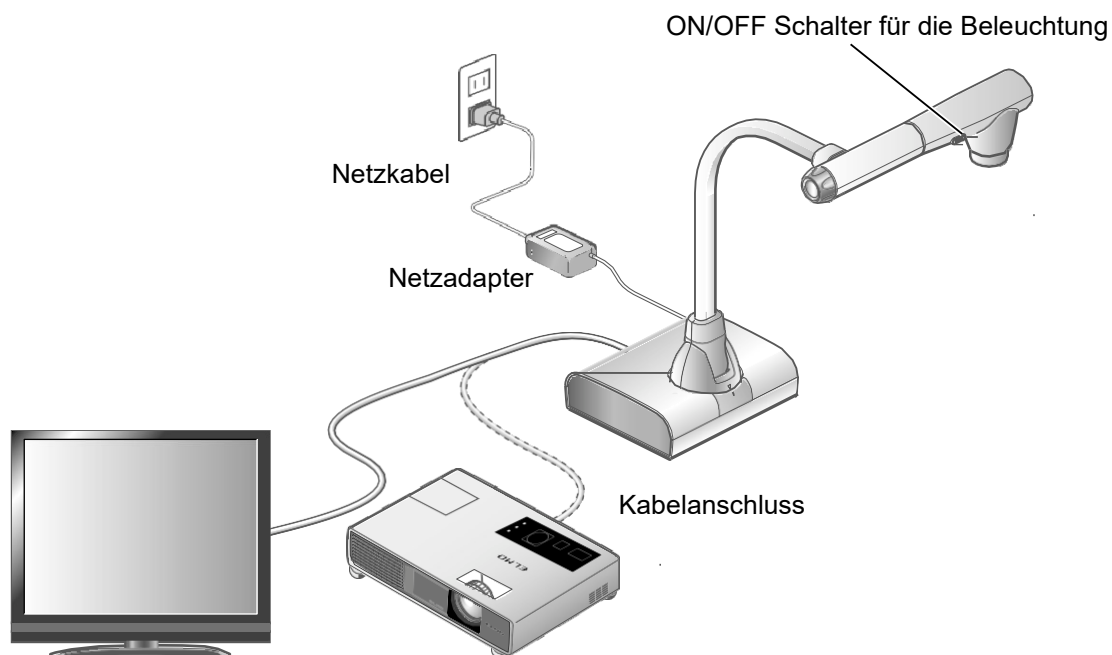 ON/OFF Schalter für die Beleuchtung
Netzkabel
Netzadapter
Kabelanschluss
ELMO